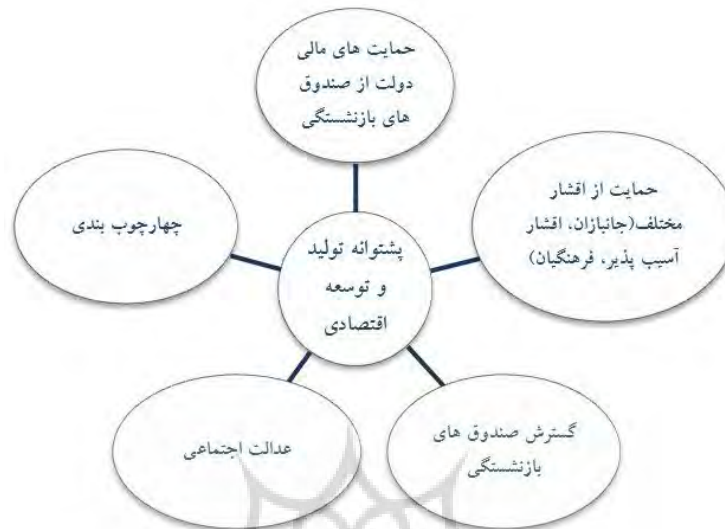 حمایت های مالی
دولت از صندوق
های بازنشستگی
حمایت از اقشار
مختلف(جانبازان، اقشار
آسیب پذیر، فرهنگیان)
چهارچوب بندی
پشتوانه تولید
و توسعه
اقتصادی
گسترش صندوق های
بازنشستگی
عدالت اجتماعی